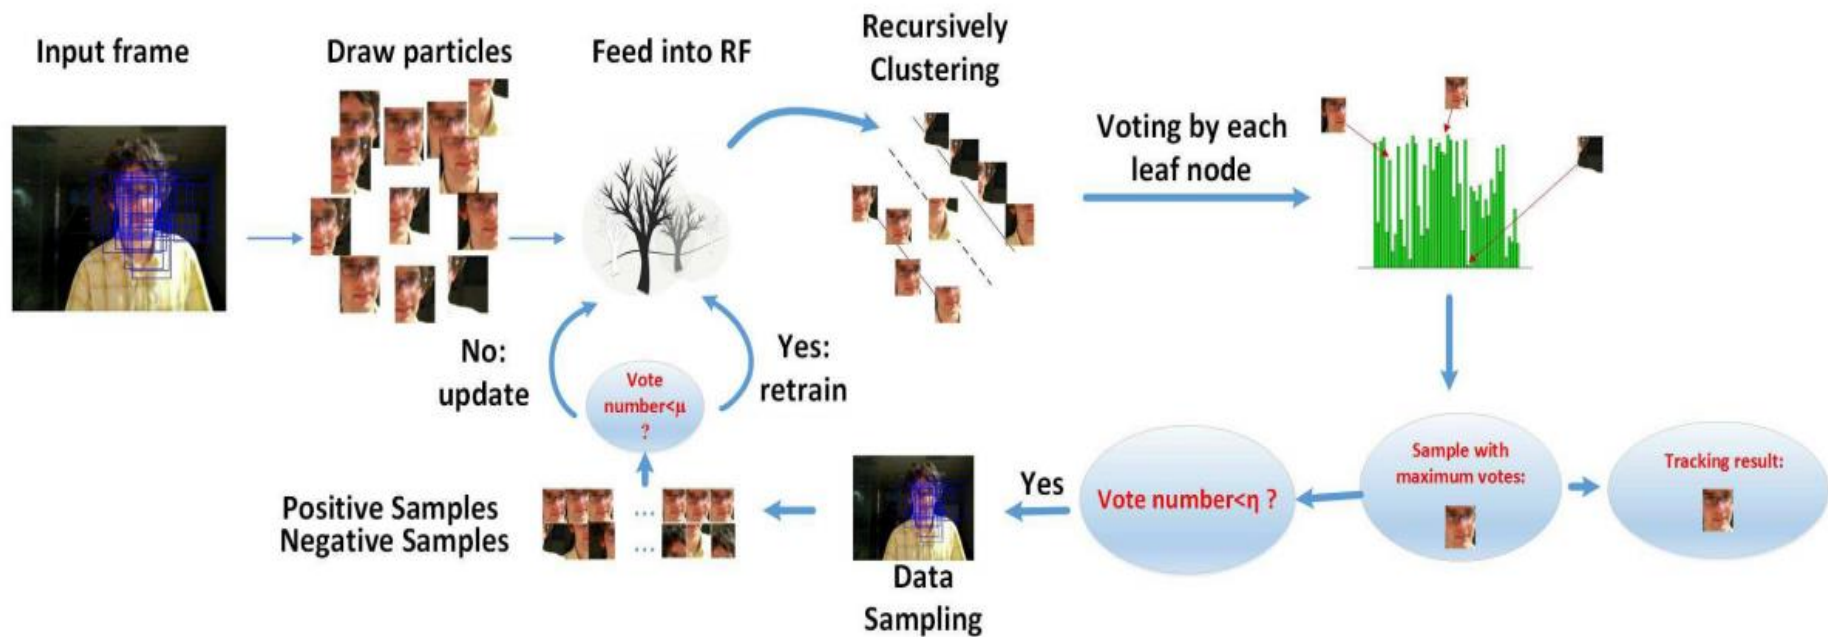 Input frame
Draw particles
Feed into RF
Recursively
Clustering
Voting by each
leaf node
No:
update
Yes:
retrain
Vote
number<μ
?
Positive Samples
Negative Samples
...
...
Data
Sampling
Yes
Vote number<η ?
Sample with
maximum votes:
Tracking result: